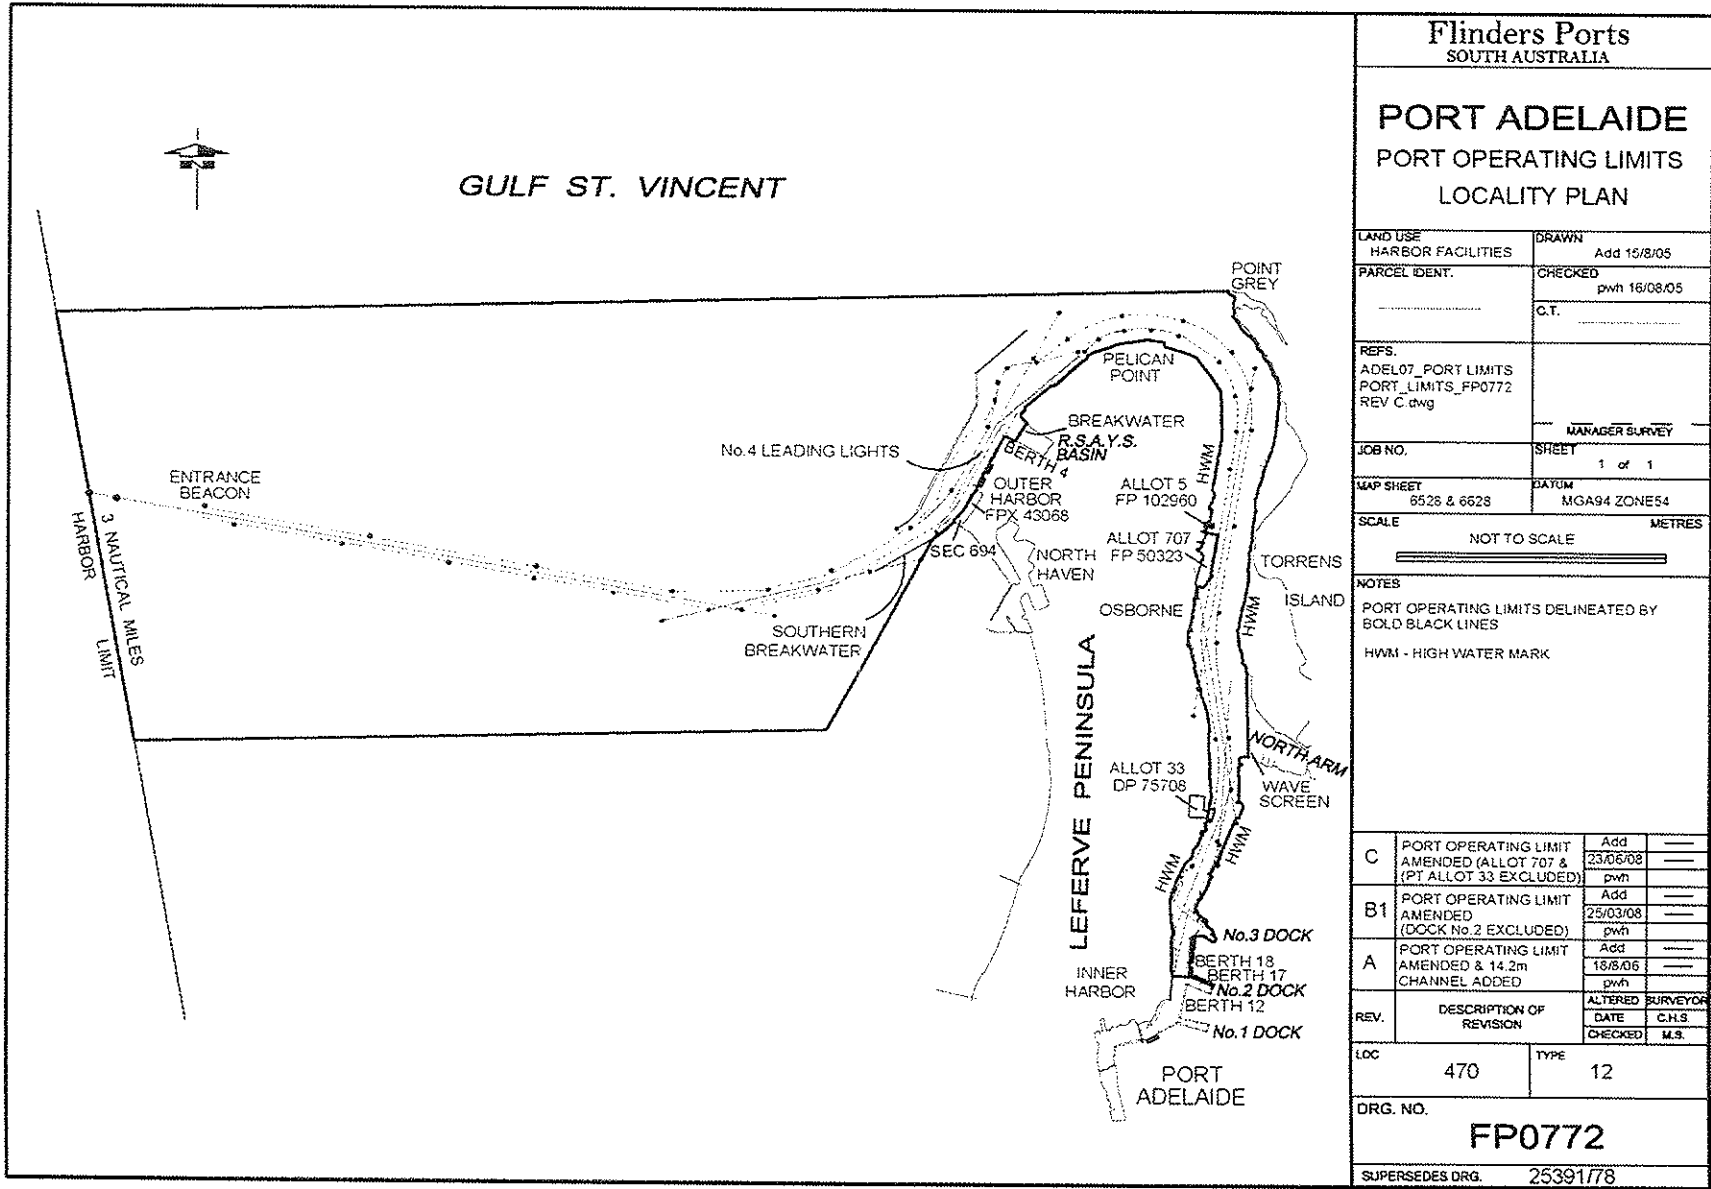 GULF ST. VINCENT
N
POINT
GREY
PELICAN
POINT
BREAKWATER
R.S.A.Y.S.
BASIN
BERTH 4
No.4 LEADING LIGHTS
ENTRANCE
BEACON
3 NAUTICAL MILES
HARBOR LIMIT
OUTER
HARBOR
FPX 43068
SEC 694
NORTH
HAVEN
HWM
ALLOT 5
FP 102960
ALLOT 707
FP 50323
TORRENS
ISLAND
OSBORNE
HWM
SOUTHERN
BREAKWATER
LEFERVE PENINSULA
NORTH ARM
WAVE
SCREEN
ALLOT 33
DP 75708
HWM
HWM
No.3 DOCK
BERTH 18
BERTH 17
No.2 DOCK
BERTH 12
No.1 DOCK
INNER
HARBOR
PORT
ADELAIDE
Flinders Ports
SOUTH AUSTRALIA
PORT ADELAIDE
PORT OPERATING LIMITS
LOCALITY PLAN
LAND USE
HARBOR FACILITIES
DRAWN
Add 15/8/05
PARCEL IDENT.
CHECKED
pwh 16/08/05
C.T.
REFS.
ADEL07_PORT LIMITS
PORT_LIMITS_FP0772
REV C.dwg
MANAGER SURVEY
JOB NO.
SHEET
1 of 1
MAP SHEET
6528 & 6628
DATUM
MGA94 ZONE54
SCALE
METRES
NOT TO SCALE
NOTES
PORT OPERATING LIMITS DELINEATED BY
BOLD BLACK LINES
HWM - HIGH WATER MARK
C
PORT OPERATING LIMIT
AMENDED (ALLOT 707 &
(PT ALLOT 33 EXCLUDED)
Add
23/06/08
pwh
B1
PORT OPERATING LIMIT
AMENDED
(DOCK No.2 EXCLUDED)
Add
25/03/08
pwh
A
PORT OPERATING LIMIT
AMENDED & 14.2m
CHANNEL ADDED
Add
18/8/06
pwh
REV.
DESCRIPTION OF
REVISION
ALTERED
SURVEYOR
DATE
C.H.S.
CHECKED
M.S.
LOC
470
TYPE
12
DRG. NO.
FP0772
SUPERSEDES DRG. 25391/78